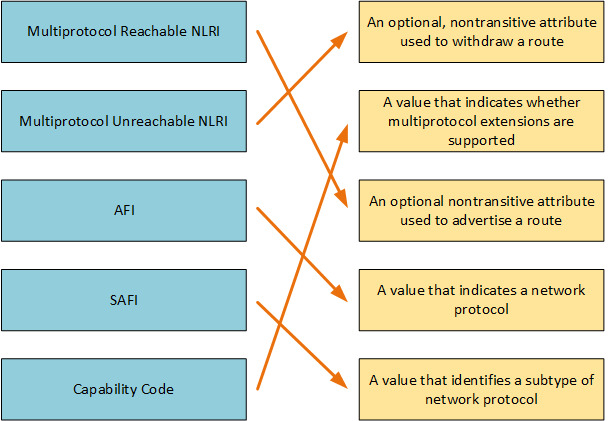 Multiprotocol Reachable NLRI
An optional, nontransitive attribute
used to withdraw a route
Multiprotocol Unreachable NLRI
A value that indicates whether
multiprotocol extensions are
supported
AFI
An optional nontransitive attribute
used to advertise a route
SAFI
A value that indicates a network
protocol
Capability Code
A value that identifies a subtype of
network protocol